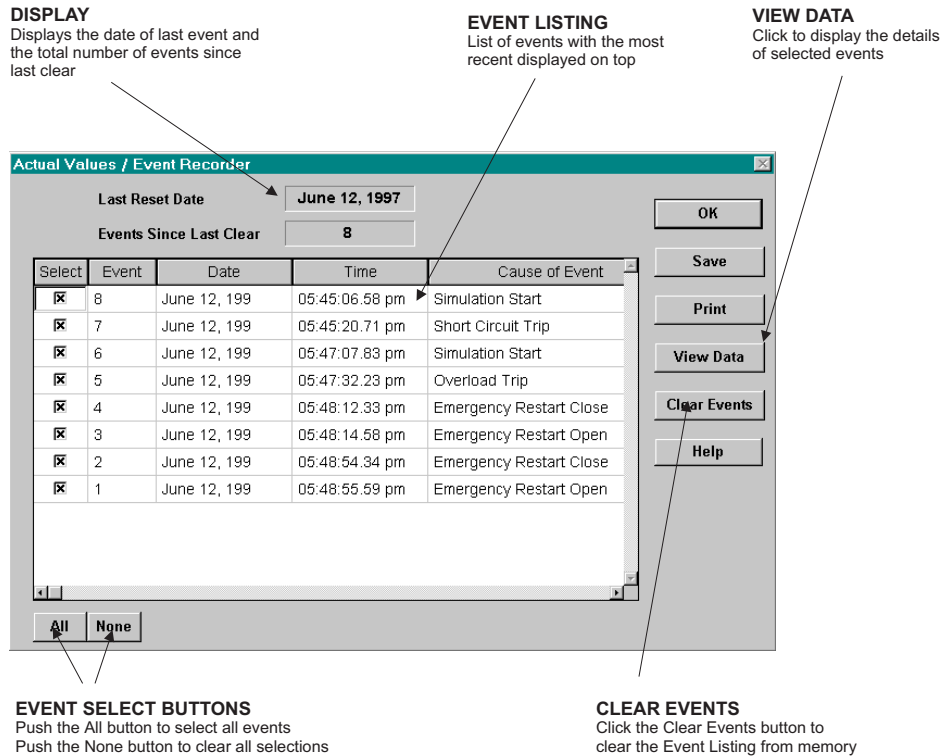 DISPLAY
Displays the date of last event and
the total number of events since
last clear
EVENT LISTING
List of events with the most
recent displayed on top
VIEW DATA
Click to display the details
of selected events
Actual Values / Event Recorder
Last Reset Date June 12, 1997
Events Since Last Clear 8
OK
Save
Print
View Data
Clear Events
Help
Select Event Date Time Cause of Event
8 June 12, 199 05:45:06.58 pm Simulation Start
7 June 12, 199 05:45:20.71 pm Short Circuit Trip
6 June 12, 199 05:47:07.83 pm Simulation Start
5 June 12, 199 05:47:32.23 pm Overload Trip
4 June 12, 199 05:48:12.33 pm Emergency Restart Close
3 June 12, 199 05:48:14.58 pm Emergency Restart Open
2 June 12, 199 05:48:54.34 pm Emergency Restart Close
1 June 12, 199 05:48:55.59 pm Emergency Restart Open
All None
EVENT SELECT BUTTONS
Push the All button to select all events
Push the None button to clear all selections
CLEAR EVENTS
Click the Clear Events button to
clear the Event Listing from memory